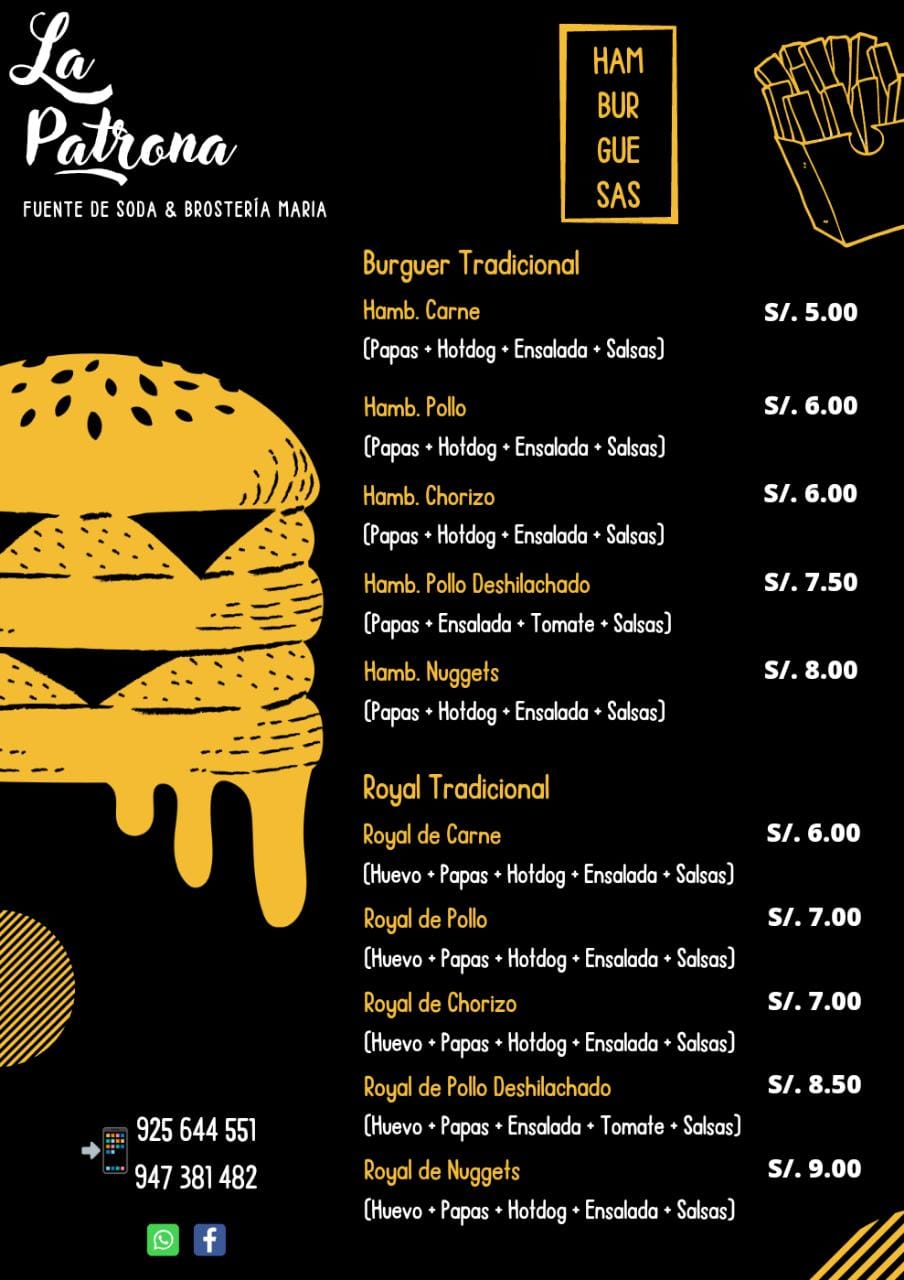 La
Patrona
FUENTE DE SODA & BROSTERÍA MARIA
HAM
BUR
GUE
SAS
Burguer Tradicional
Hamb. Carne S/. 5.00
(Papas + Hotdog + Ensalada + Salsas)
Hamb. Pollo S/. 6.00
(Papas + Hotdog + Ensalada + Salsas)
Hamb. Chorizo S/. 6.00
(Papas + Hotdog + Ensalada + Salsas)
Hamb. Pollo Deshilachado S/. 7.50
(Papas + Ensalada + Tomate + Salsas)
Hamb. Nuggets S/. 8.00
(Papas + Hotdog + Ensalada + Salsas)
Royal Tradicional
Royal de Carne S/. 6.00
(Huevo + Papas + Hotdog + Ensalada + Salsas)
Royal de Pollo S/. 7.00
(Huevo + Papas + Hotdog + Ensalada + Salsas)
Royal de Chorizo S/. 7.00
(Huevo + Papas + Hotdog + Ensalada + Salsas)
Royal de Pollo Deshilachado S/. 8.50
(Huevo + Papas + Ensalada + Tomate + Salsas)
Royal de Nuggets S/. 9.00
(Huevo + Papas + Hotdog + Ensalada + Salsas)
925 644 551
947 381 482